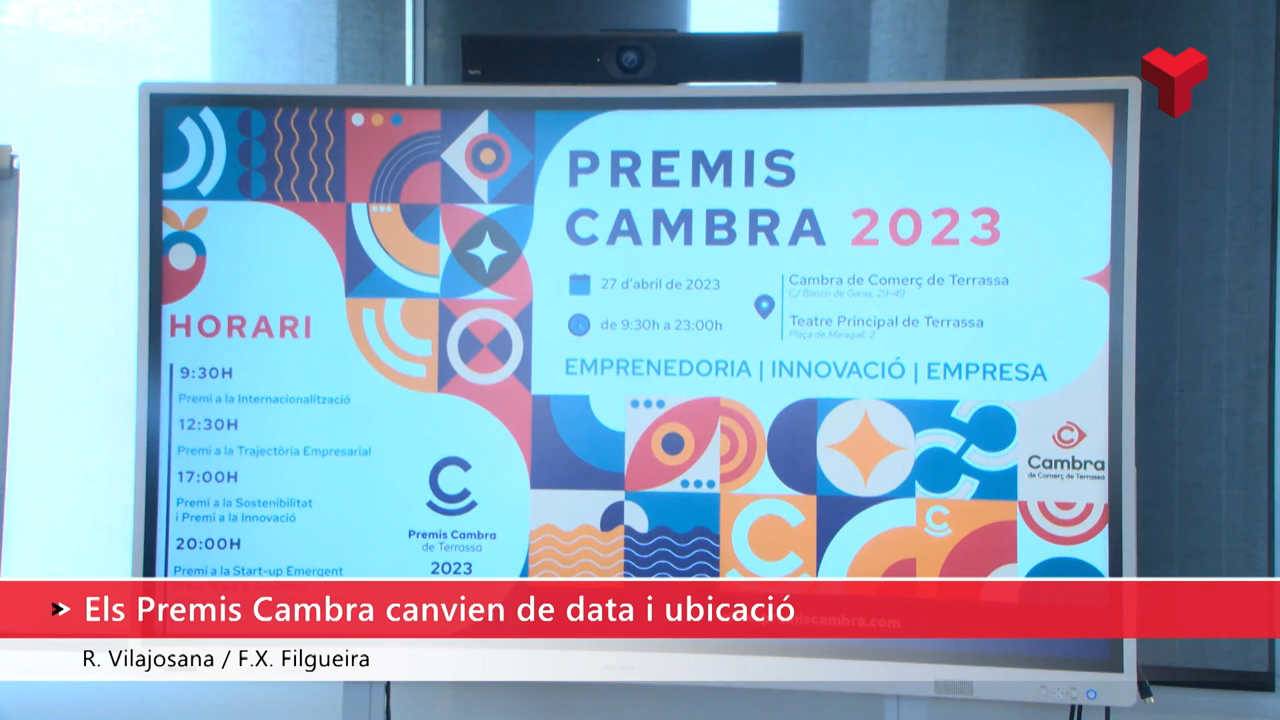 PREMIS
CAMBRA 2023
27 d'abril de 2023
de 9:30h a 23:00h
Cambra de Comerç de Terrassa
C/ Blasco de Garay, 29-49
Teatre Principal de Terrassa
Plaça de Maragall, 2
EMPRENEDORIA | INNOVACIÓ | EMPRESA
HORARI
9:30H
Premi a la Internacionalització
12:30H
Premi a la Trajectòria Empresarial
17:00H
Premi a la Sostenibilitat
i Premi a la Innovació
20:00H
Premi a la Start-up Emergent
Premis Cambra
de Terrassa
2023
Cambra
de Comerç de Terrassa
Els Premis Cambra canvien de data i ubicació
R. Vilajosana / F.X. Filgueira